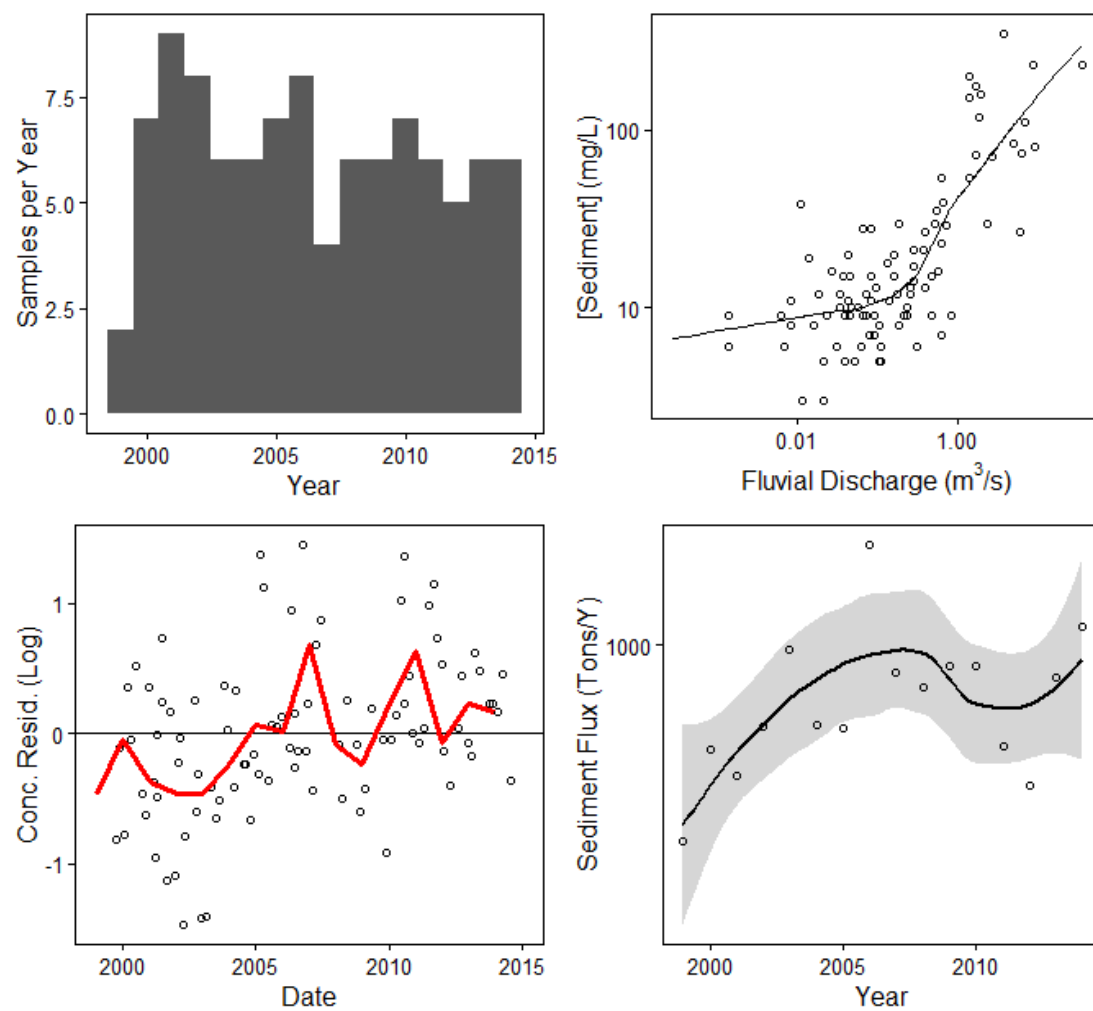 Samples per Year
7.5
5.0
2.5
0.0
2000 2005 2010 2015
Year
[Sediment] (mg/L)
100
10
0.01 1.00
Fluvial Discharge (m³/s)
Conc. Resid. (Log)
1
0
-1
2000 2005 2010 2015
Date
Sediment Flux (Tons/Y)
1000
2000 2005 2010
Year